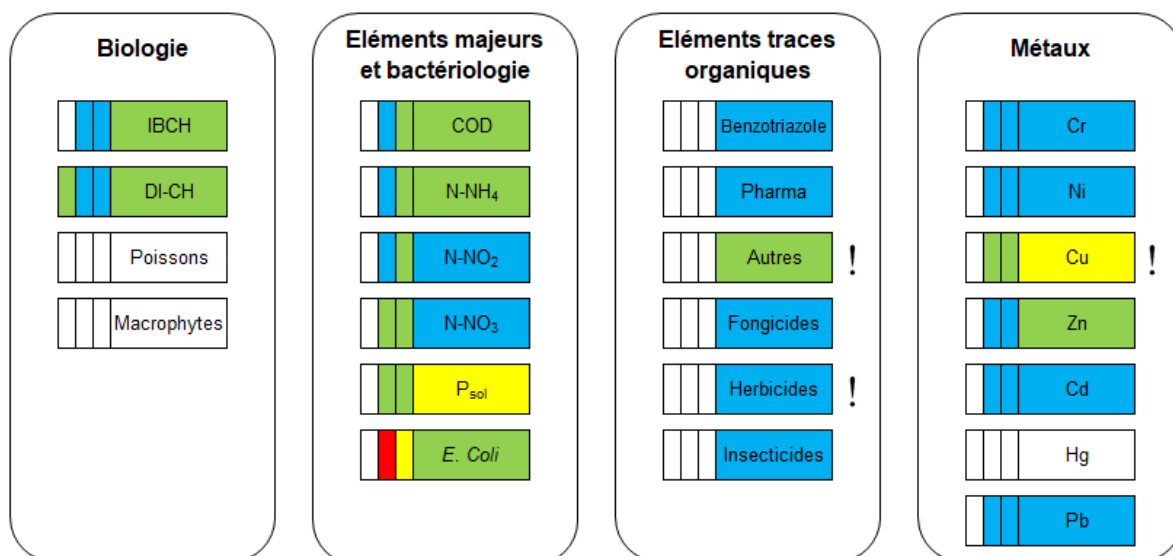 Biologie
IBCH
DI-CH
Poissons
Macrophytes
Eléments majeurs
et bactériologie
COD
N-NH₄
N-NO₂
N-NO₃
Psol
E. Coli
Eléments traces
organiques
Benzotriazole
Pharma
Autres !
Fongicides
Herbicides !
Insecticides
Métaux
Cr
Ni
Cu !
Zn
Cd
Hg
Pb